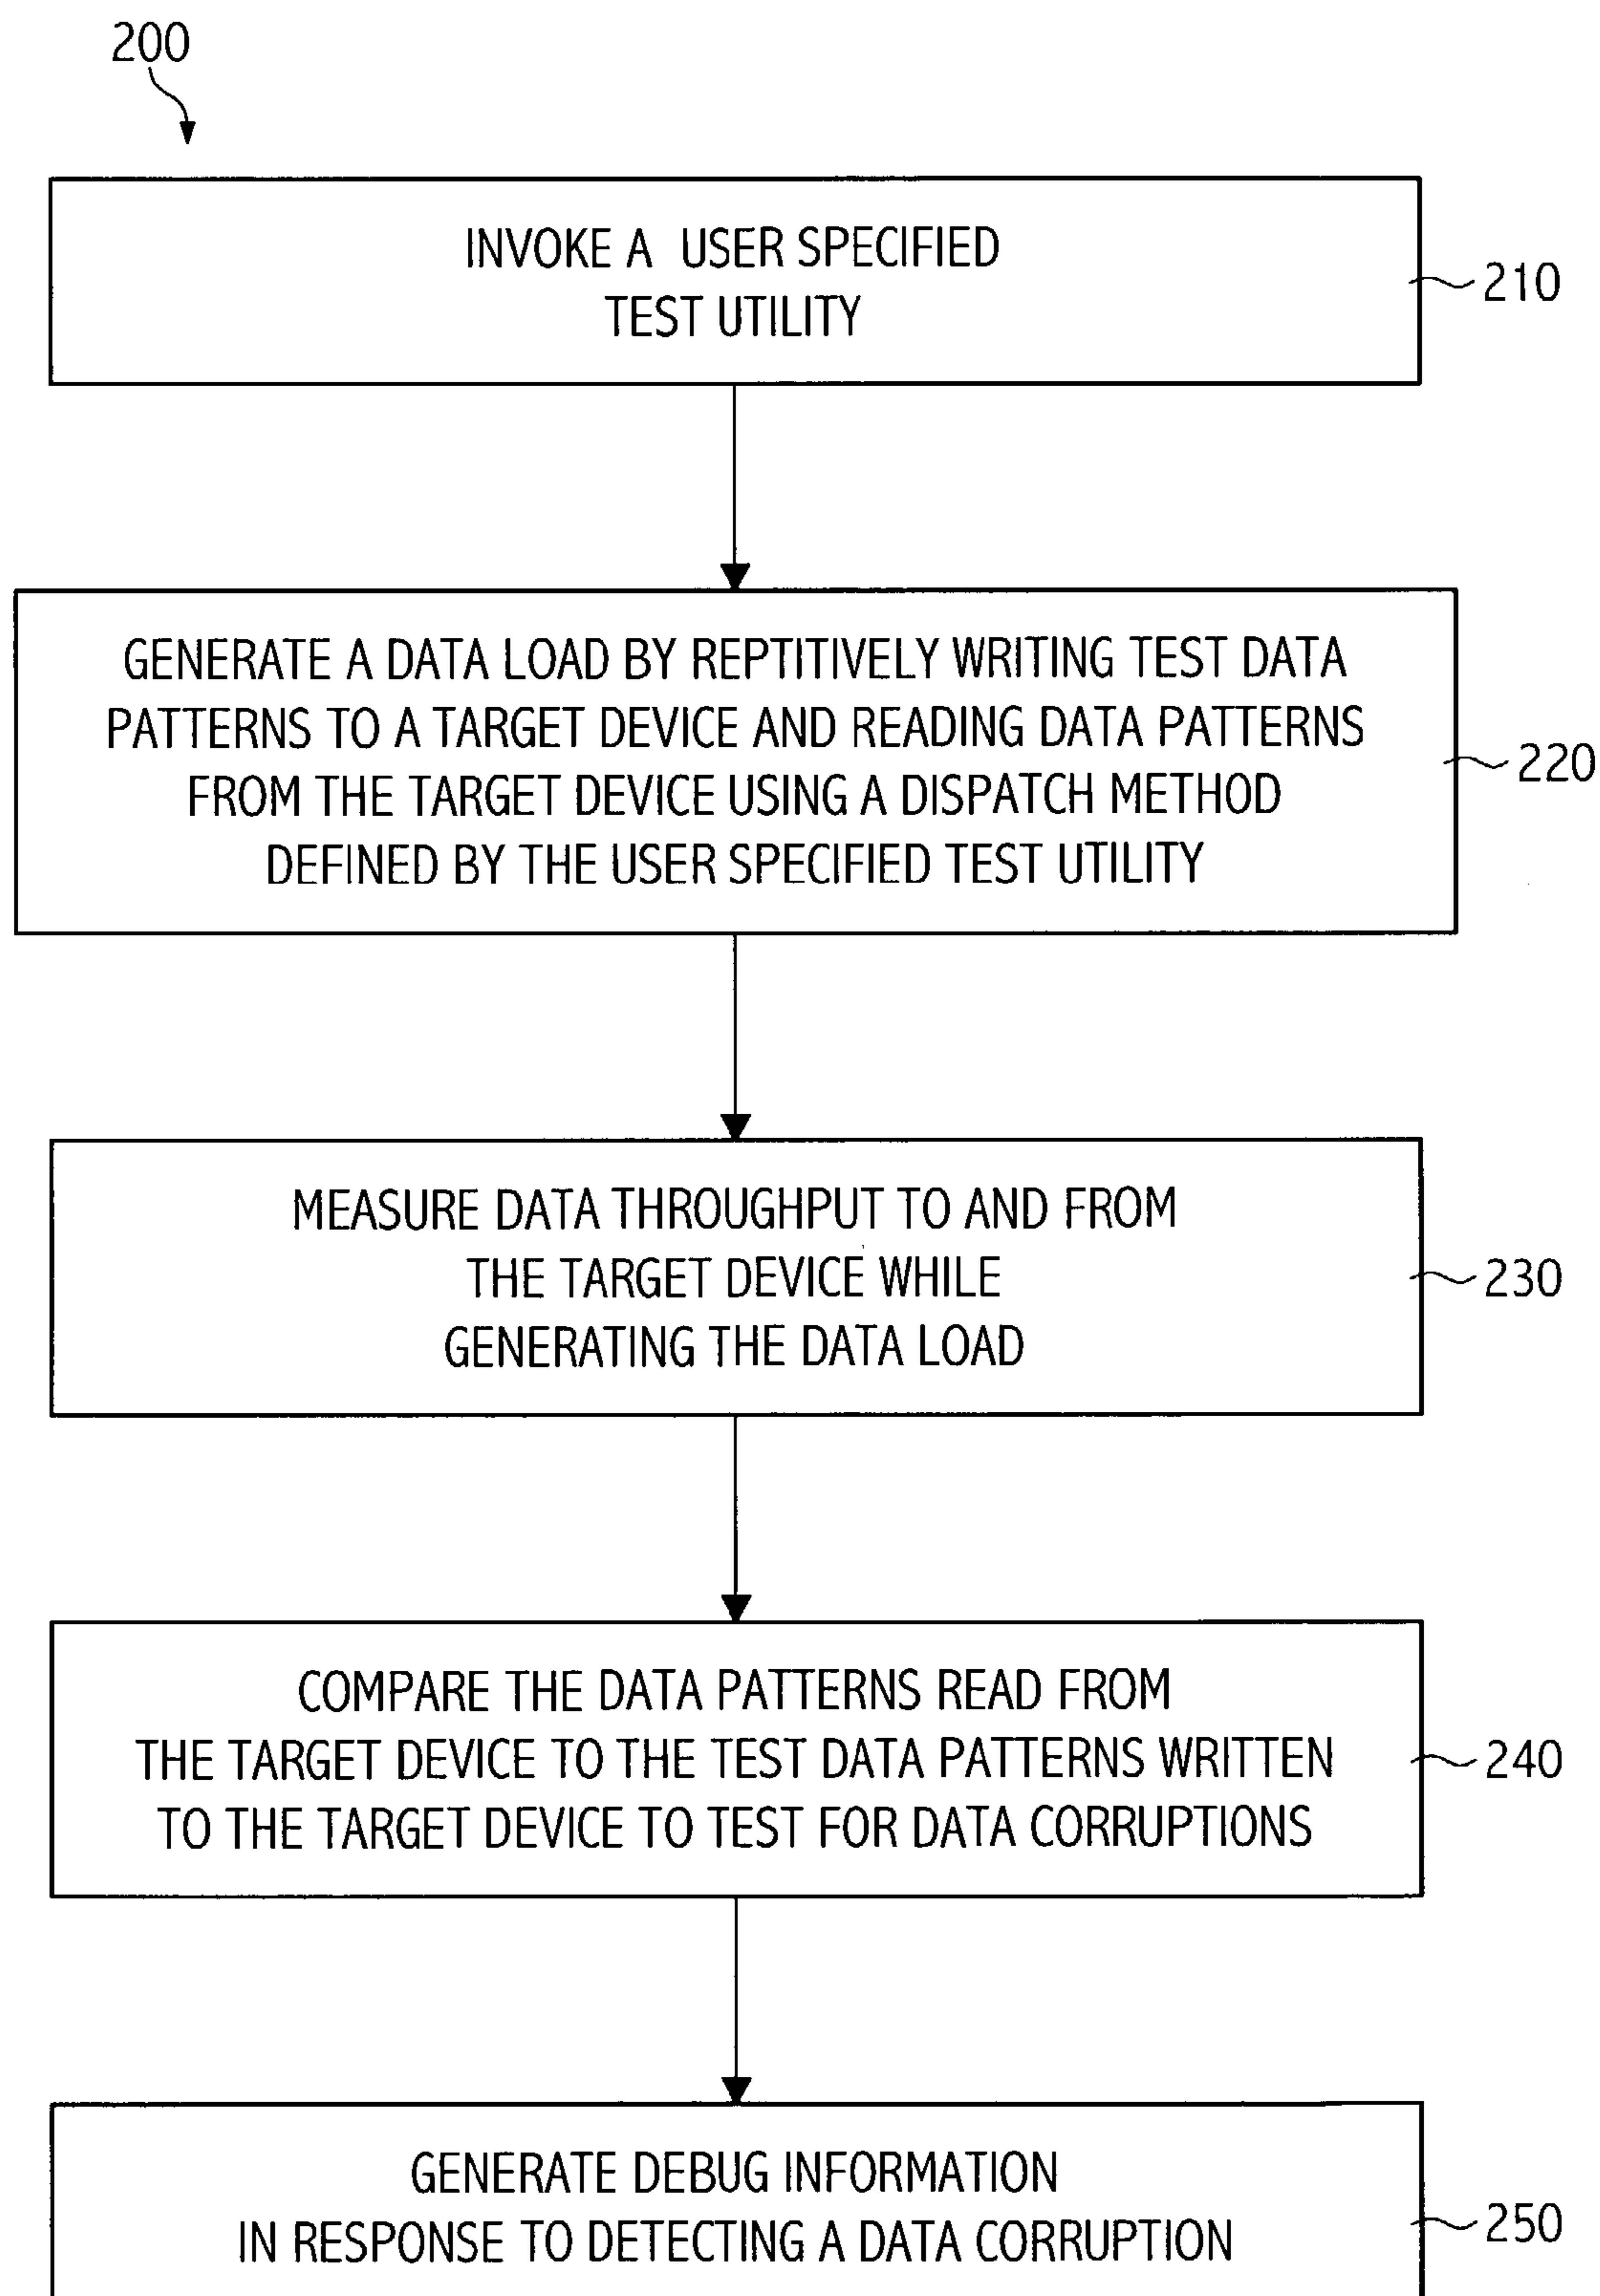 200
INVOKE A USER SPECIFIED
TEST UTILITY
210
GENERATE A DATA LOAD BY REPTITIVELY WRITING TEST DATA
PATTERNS TO A TARGET DEVICE AND READING DATA PATTERNS
FROM THE TARGET DEVICE USING A DISPATCH METHOD
DEFINED BY THE USER SPECIFIED TEST UTILITY
220
MEASURE DATA THROUGHPUT TO AND FROM
THE TARGET DEVICE WHILE
GENERATING THE DATA LOAD
230
COMPARE THE DATA PATTERNS READ FROM
THE TARGET DEVICE TO THE TEST DATA PATTERNS WRITTEN
TO THE TARGET DEVICE TO TEST FOR DATA CORRUPTIONS
240
GENERATE DEBUG INFORMATION
IN RESPONSE TO DETECTING A DATA CORRUPTION
250